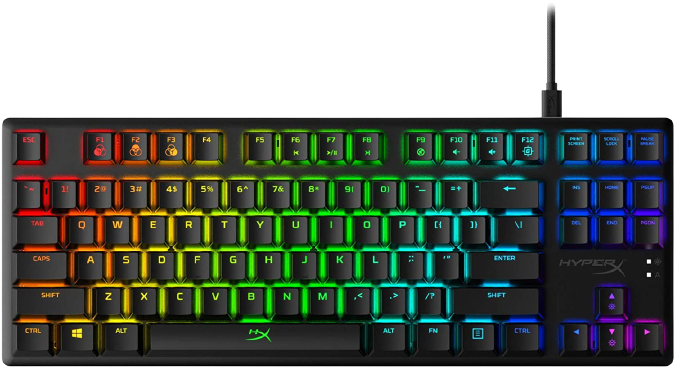 ESC F1 F2 F3 F4 F5 F6 F7 F8 F9 F10 F11 F12 PRINT SCREEN SCROLL LOCK PAUSE BREAK
~ 1! 2@ 3# 4$ 5% 6^ 7& 8* 9( 0) -_ =+ INS HOME PGUP
TAB Q W E R T Y U I O P [{ ]} \| DEL END PGDN
CAPS A S D F G H J K L ;: '" ENTER HYPERX A
SHIFT Z X C V B N M ,< .> /? SHIFT
CTRL ALT HX ALT FN CTRL